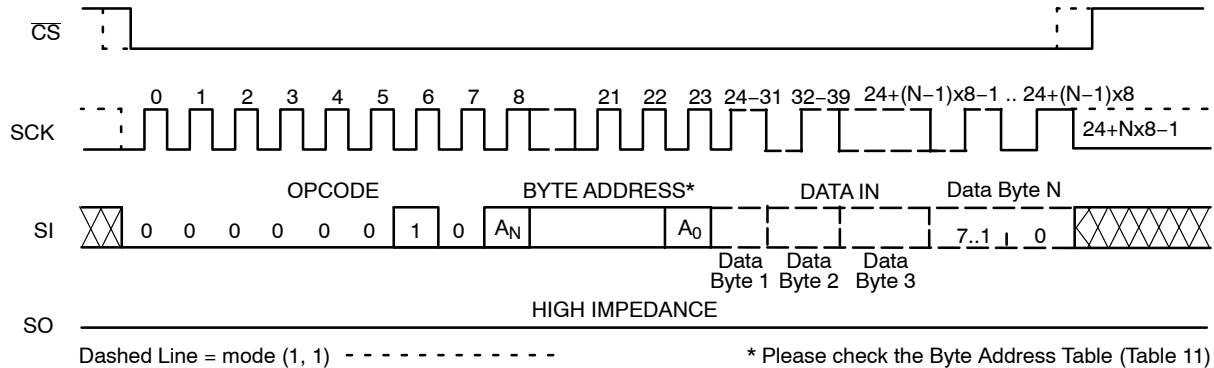 CS
0 1 2 3 4 5 6 7 8 21 22 23 24−31 32−39 24+(N−1)x8−1 .. 24+(N−1)x8
SCK
24+Nx8−1
OPCODE BYTE ADDRESS* DATA IN Data Byte N
SI
0 0 0 0 0 0 1 0 AN A0 7..1 0
Data Byte 1
Data Byte 2
Data Byte 3
HIGH IMPEDANCE
SO
Dashed Line = mode (1, 1) * Please check the Byte Address Table (Table 11)